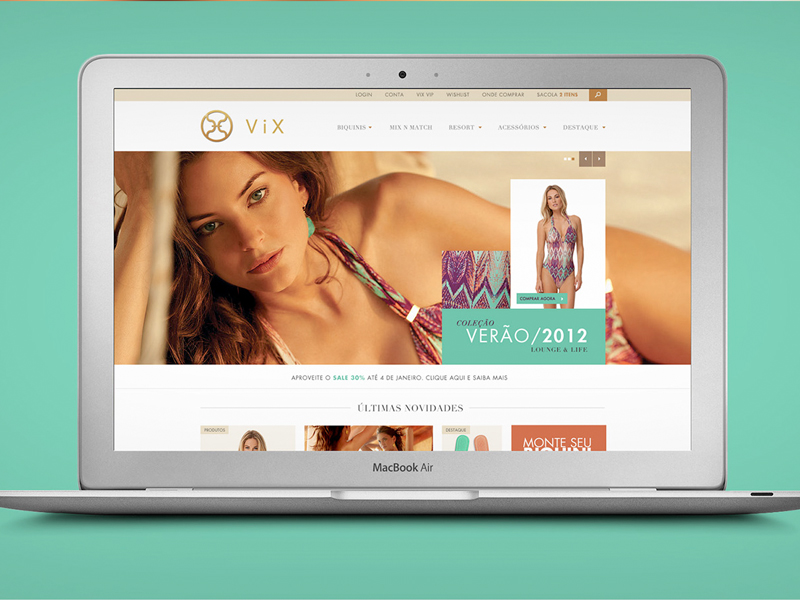 LOGIN CONTA VIX VIP WISHLIST ONDE COMPRAR SACOLA 2 ITENS
ViX
BIQUINIS MIX N MATCH RESORT ACESSÓRIOS DESTAQUE
COMPRAR AGORA
COLEÇÃO
VERÃO/2012
LOUNGE & LIFE
APROVEITE O SALE 30% ATÉ 4 DE JANEIRO. CLIQUE AQUI E SAIBA MAIS
ÚLTIMAS NOVIDADES
PRODUTOS
DESTAQUE
MONTE SEU
BIQUINI
MacBook Air